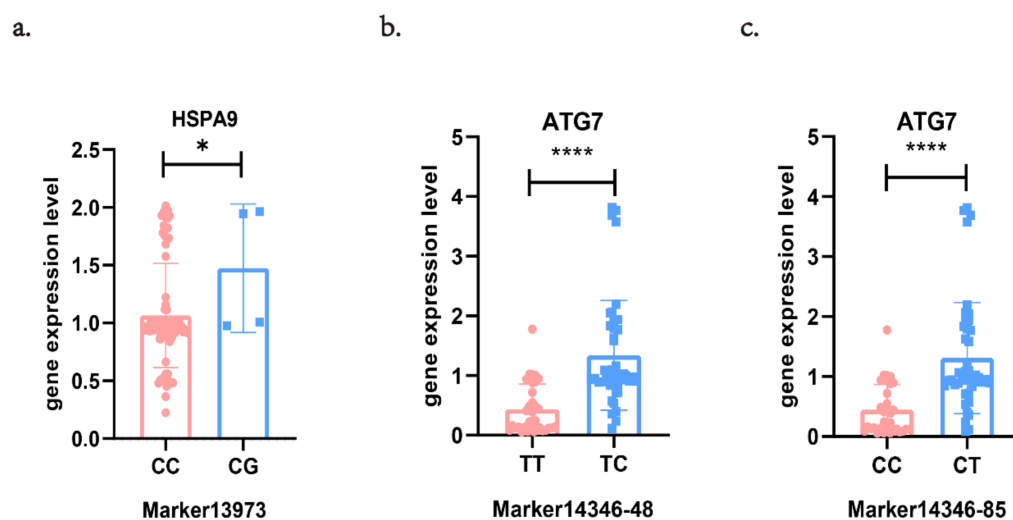 a.
b.
c.
HSPA9
*
gene expression level
2.5
2.0
1.5
1.0
0.5
0.0
CC
CG
Marker13973
ATG7
****
gene expression level
5
4
3
2
1
0
TT
TC
Marker14346-48
ATG7
****
gene expression level
5
4
3
2
1
0
CC
CT
Marker14346-85